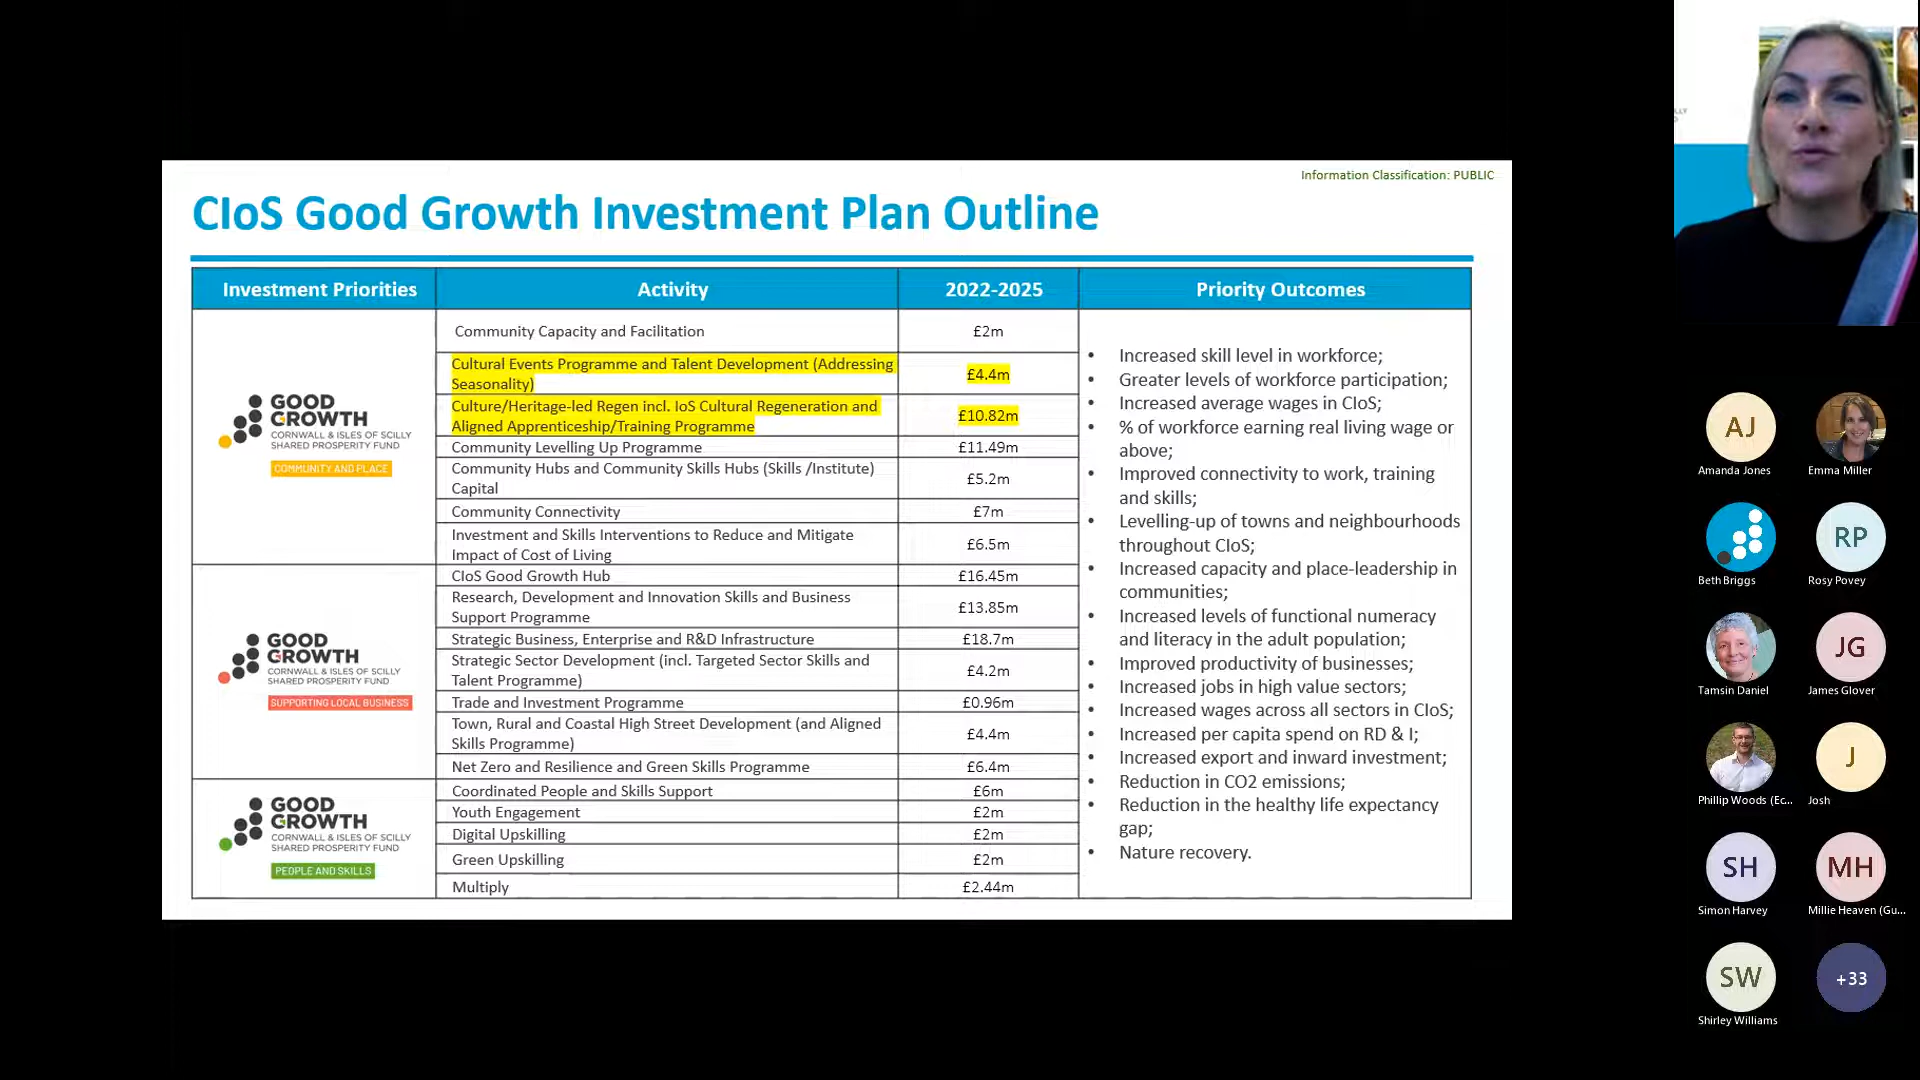 Information Classification: PUBLIC
CIoS Good Growth Investment Plan Outline
Investment Priorities
Activity
2022-2025
Priority Outcomes
GOOD
GROWTH
CORNWALL & ISLES OF SCILLY
SHARED PROSPERITY FUND
COMMUNITY AND PLACE
Community Capacity and Facilitation
£2m
Cultural Events Programme and Talent Development (Addressing
Seasonality)
£4.4m
Culture/Heritage-led Regen incl. IoS Cultural Regeneration and
Aligned Apprenticeship/Training Programme
£10.82m
Community Levelling Up Programme
£11.49m
Community Hubs and Community Skills Hubs (Skills /Institute)
Capital
£5.2m
Community Connectivity
£7m
Investment and Skills Interventions to Reduce and Mitigate
Impact of Cost of Living
£6.5m
GOOD
GROWTH
CORNWALL & ISLES OF SCILLY
SHARED PROSPERITY FUND
SUPPORTING LOCAL BUSINESS
CIoS Good Growth Hub
£16.45m
Research, Development and Innovation Skills and Business
Support Programme
£13.85m
Strategic Business, Enterprise and R&D Infrastructure
£18.7m
Strategic Sector Development (incl. Targeted Sector Skills and
Talent Programme)
£4.2m
Trade and Investment Programme
£0.96m
Town, Rural and Coastal High Street Development (and Aligned
Skills Programme)
£4.4m
Net Zero and Resilience and Green Skills Programme
£6.4m
GOOD
GROWTH
CORNWALL & ISLES OF SCILLY
SHARED PROSPERITY FUND
PEOPLE AND SKILLS
Coordinated People and Skills Support
£6m
Youth Engagement
£2m
Digital Upskilling
£2m
Green Upskilling
£2m
Multiply
£2.44m
• Increased skill level in workforce;
• Greater levels of workforce participation;
• Increased average wages in CIoS;
• % of workforce earning real living wage or
above;
• Improved connectivity to work, training
and skills;
• Levelling-up of towns and neighbourhoods
throughout CIoS;
• Increased capacity and place-leadership in
communities;
• Increased levels of functional numeracy
and literacy in the adult population;
• Improved productivity of businesses;
• Increased jobs in high value sectors;
• Increased wages across all sectors in CIoS;
• Increased per capita spend on RD & I;
• Increased export and inward investment;
• Reduction in CO2 emissions;
• Reduction in the healthy life expectancy
gap;
• Nature recovery.
AJ
Amanda Jones
Emma Miller
Beth Briggs
RP
Rosy Povey
Tamsin Daniel
JG
James Glover
Phillip Woods (Ec...
J
Josh
SH
Simon Harvey
MH
Millie Heaven (Gu...
SW
Shirley Williams
+33